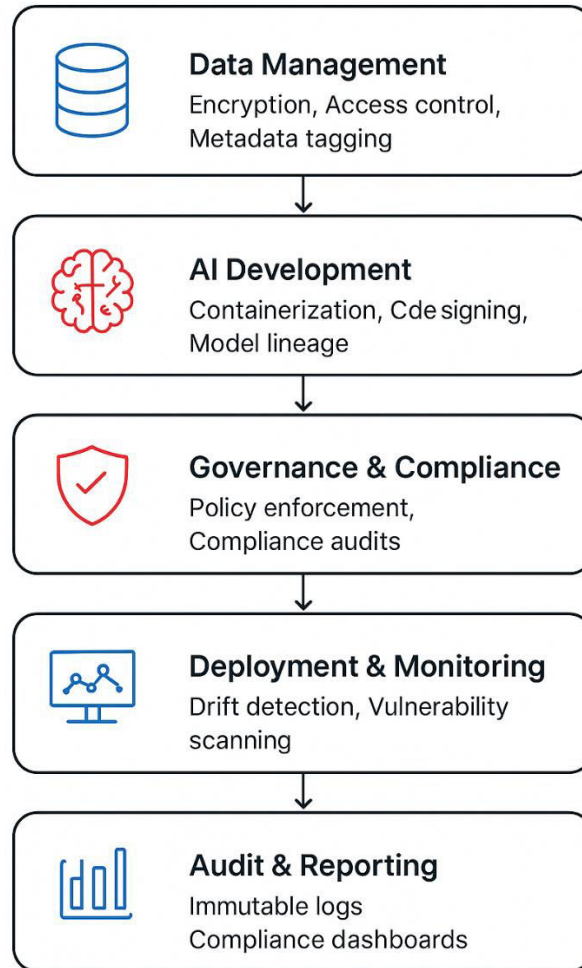 Data Management
Encryption, Access control,
Metadata tagging
AI Development
Containerization, Cde signing,
Model lineage
Governance & Compliance
Policy enforcement,
Compliance audits
Deployment & Monitoring
Drift detection, Vulnerability
scanning
Audit & Reporting
Immutable logs
Compliance dashboards